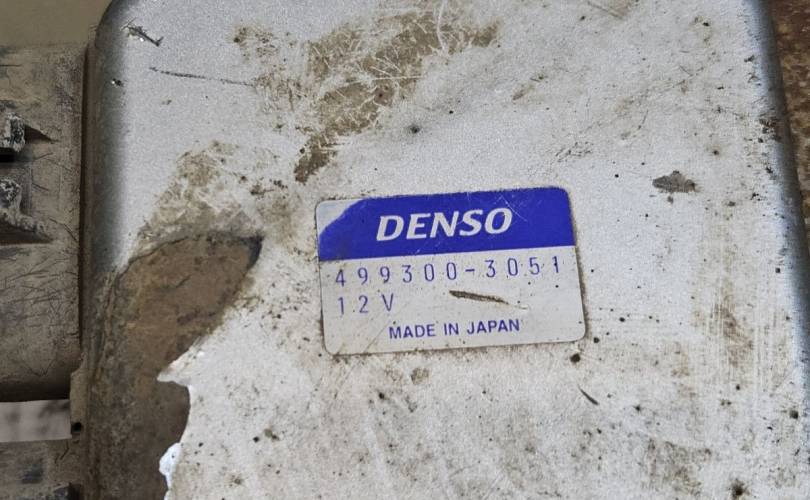 DENSO
499300-3051
12V
MADE IN JAPAN